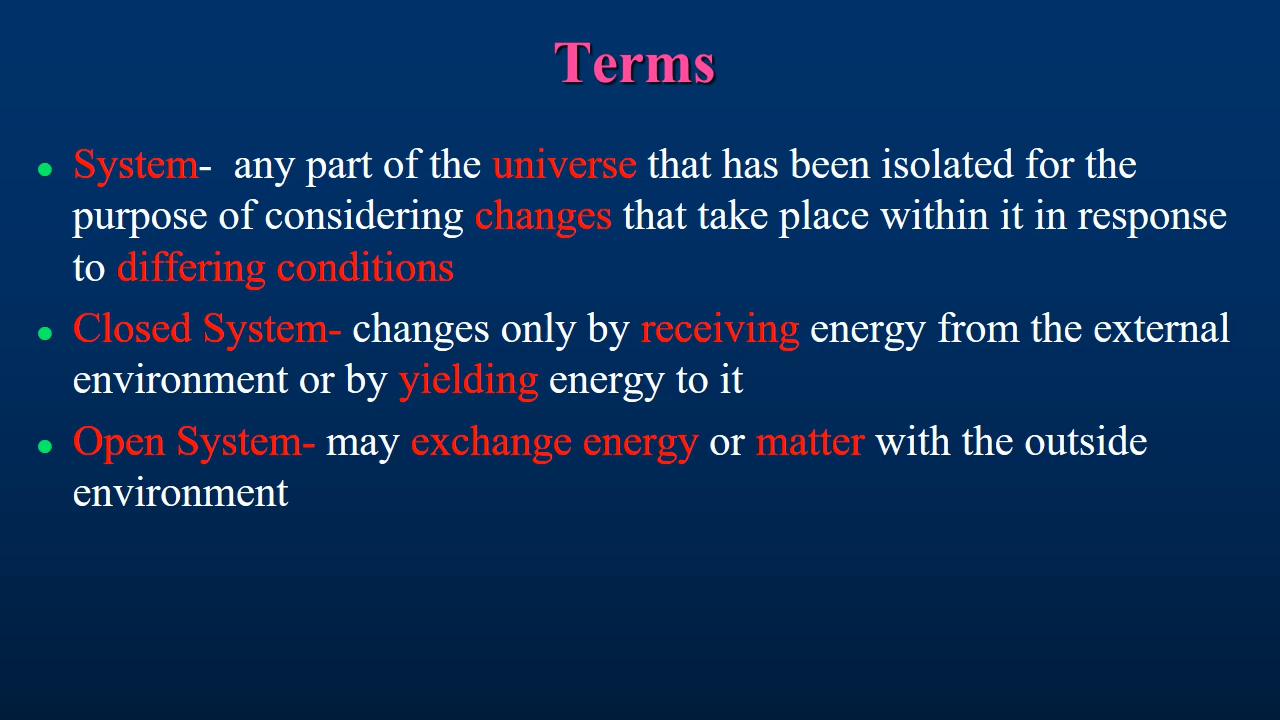 Terms
System-  any part of the universe that has been isolated for the
purpose of considering changes that take place within it in response
to differing conditions
Closed System- changes only by receiving energy from the external
environment or by yielding energy to it
Open System- may exchange energy or matter with the outside
environment